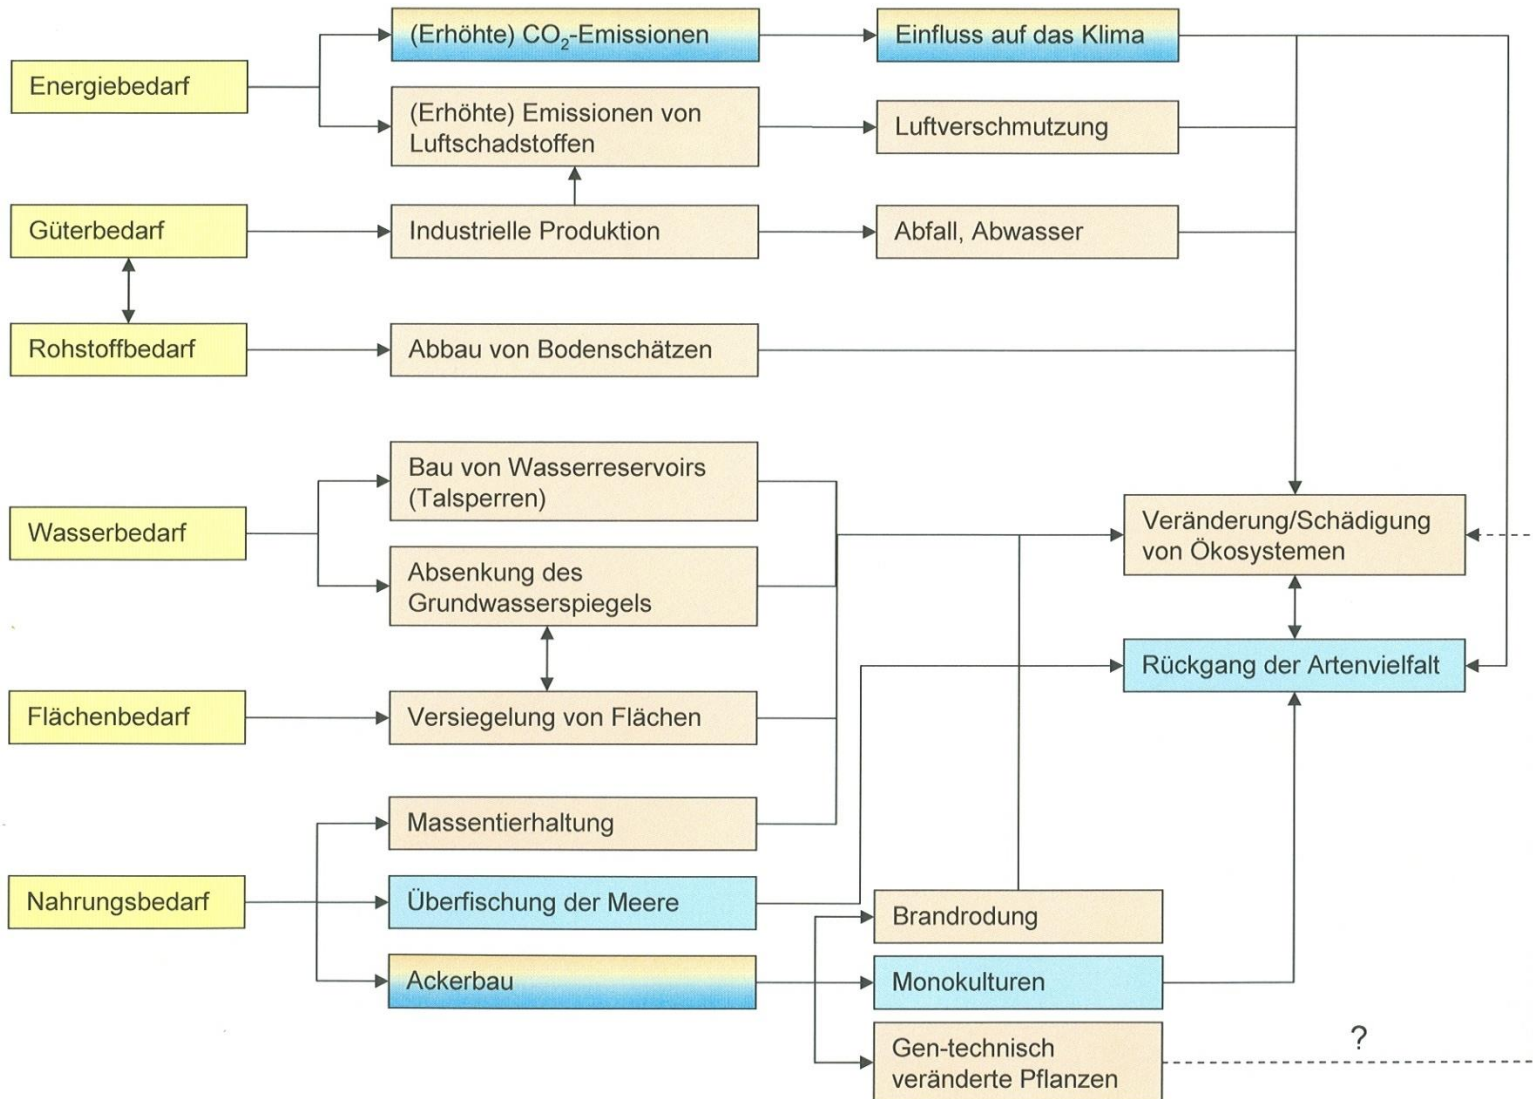 (Erhöhte) CO₂-Emissionen
Einfluss auf das Klima
Energiebedarf
(Erhöhte) Emissionen von
Luftschadstoffen
Luftverschmutzung
Güterbedarf
Industrielle Produktion
Abfall, Abwasser
Rohstoffbedarf
Abbau von Bodenschätzen
Bau von Wasserreservoirs
(Talsperren)
Wasserbedarf
Veränderung/Schädigung
von Ökosystemen
Absenkung des
Grundwasserspiegels
Rückgang der Artenvielfalt
Flächenbedarf
Versiegelung von Flächen
Massentierhaltung
Nahrungsbedarf
Überfischung der Meere
Brandrodung
Ackerbau
Monokulturen
Gen-technisch
veränderte Pflanzen
?